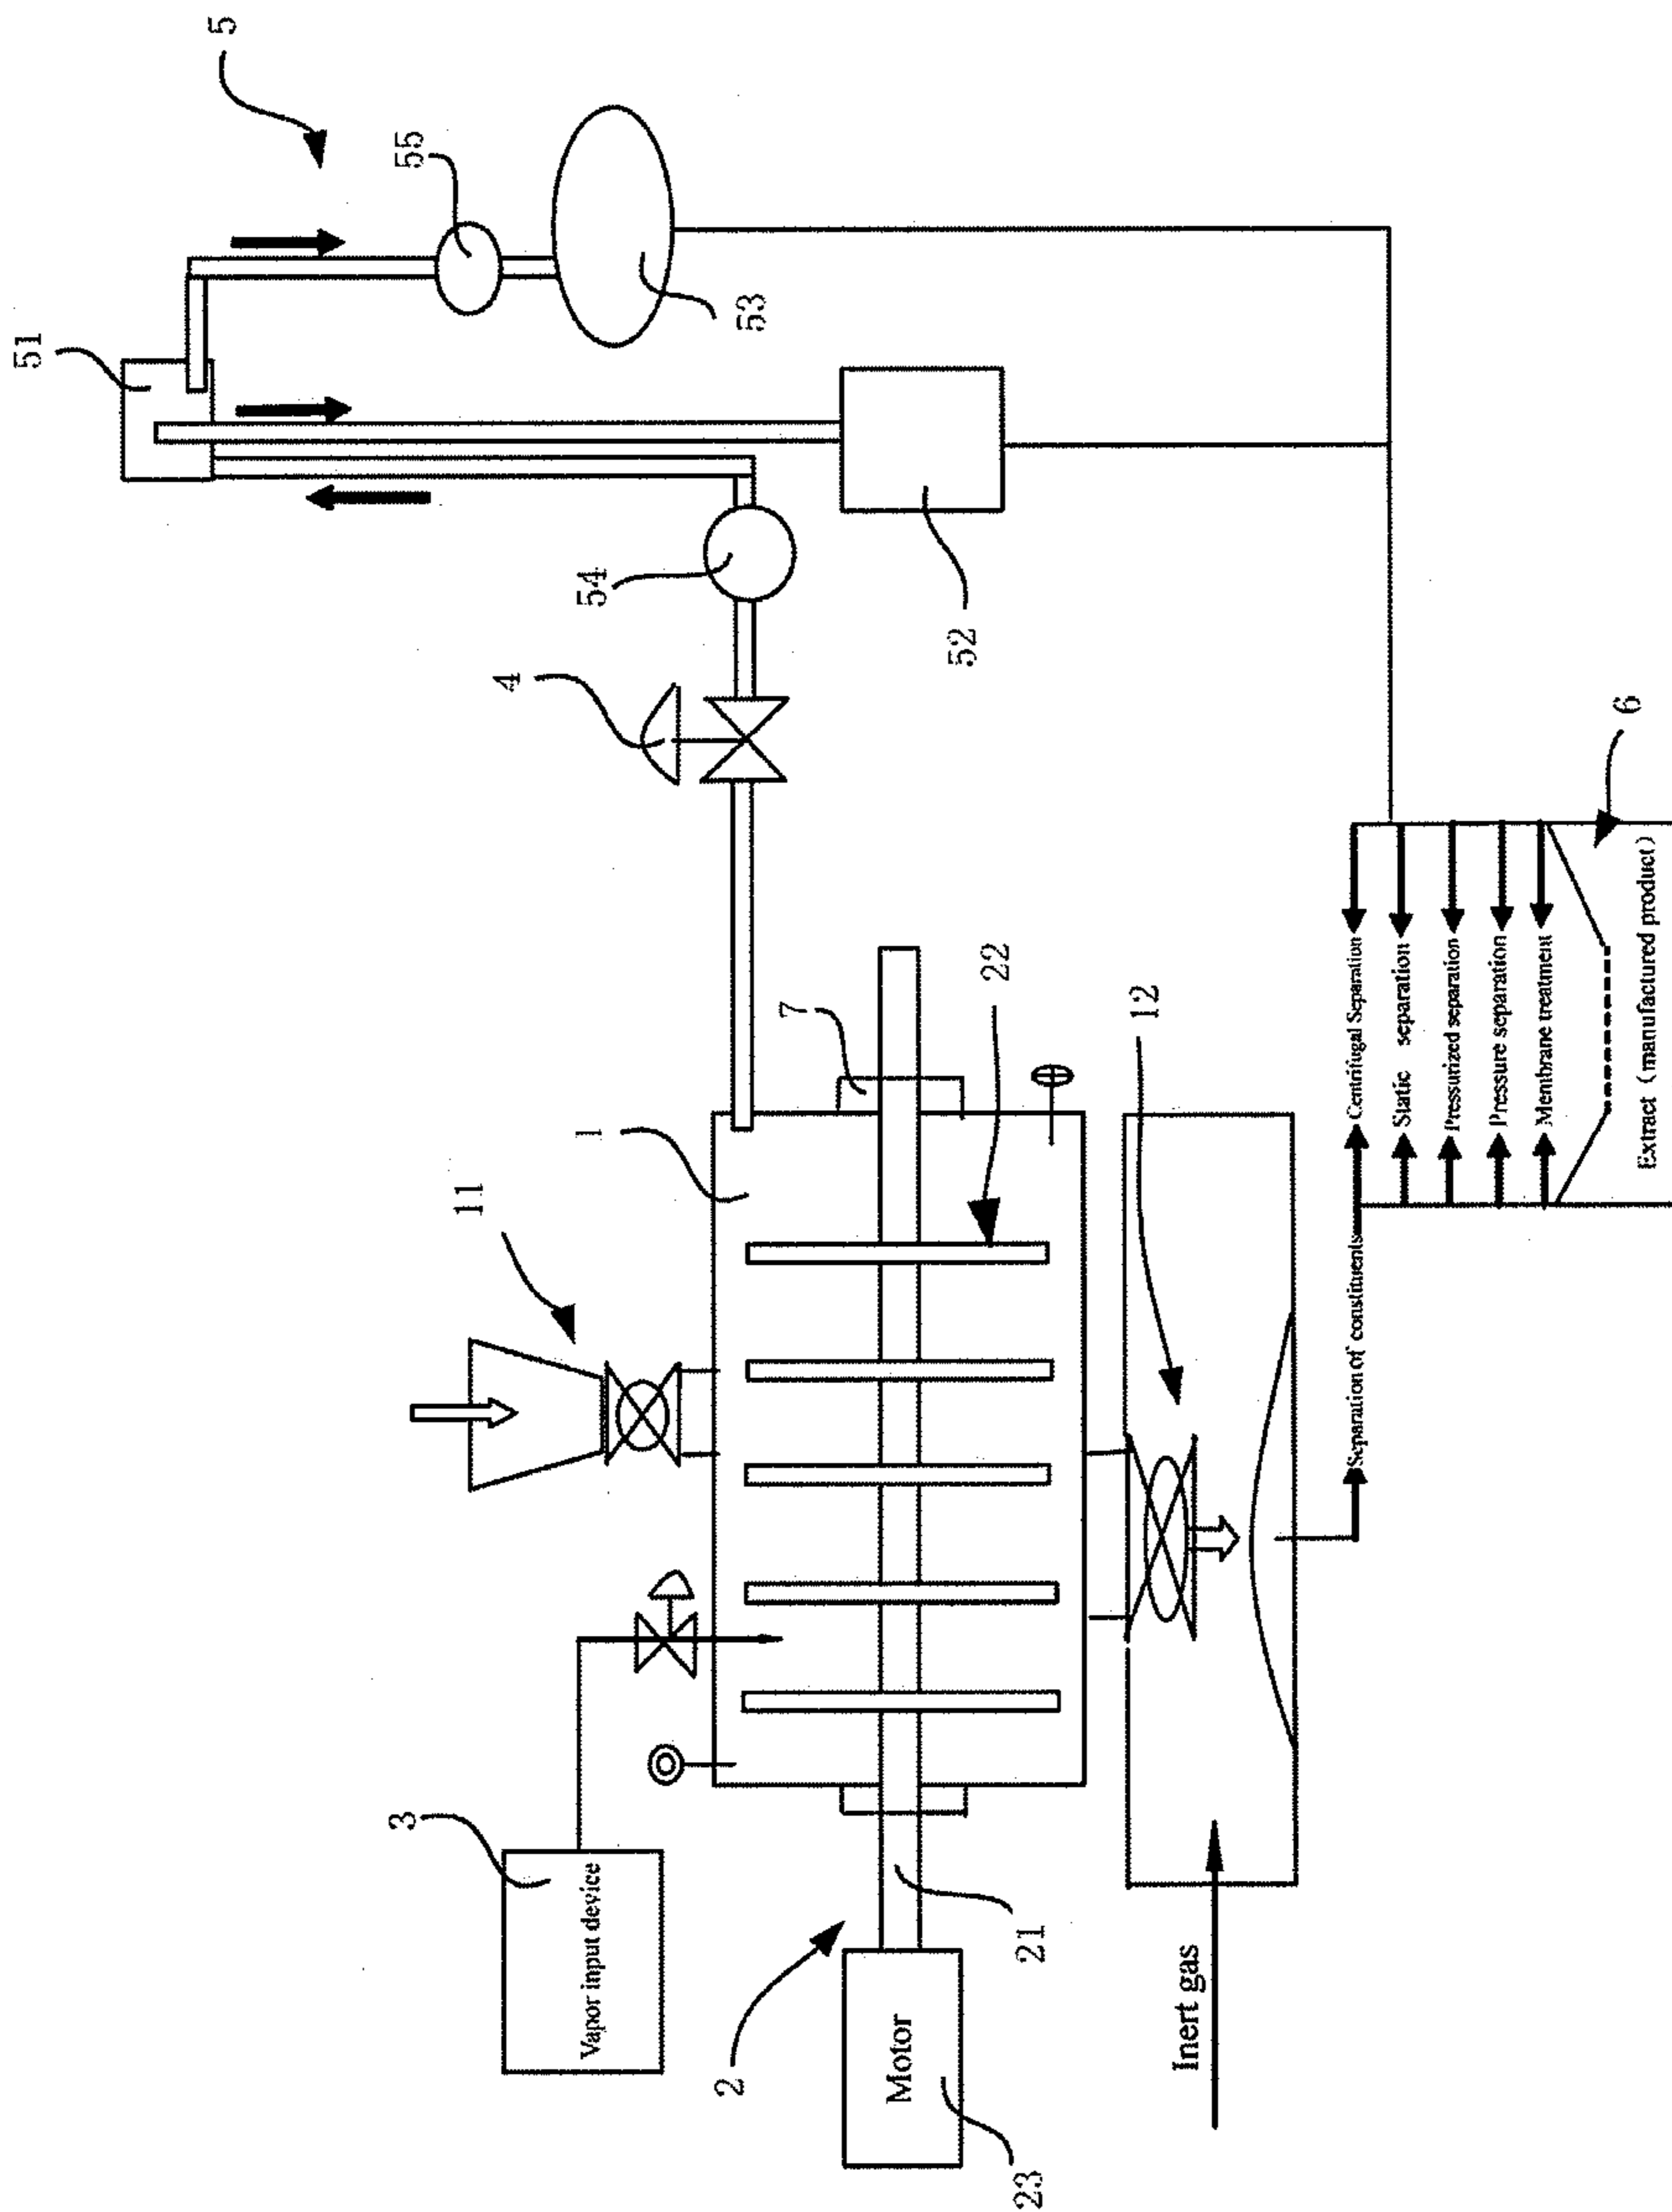 5
51
55
53
54
52
4
6
7
22
12
1
11
3
Vapor input device
2
21
Motor
23
Inert gas
Separation of constituents
Centrifugal Separation
Static separation
Pressurized separation
Pressure separation
Membrane treatment
Extract (manufactured product)